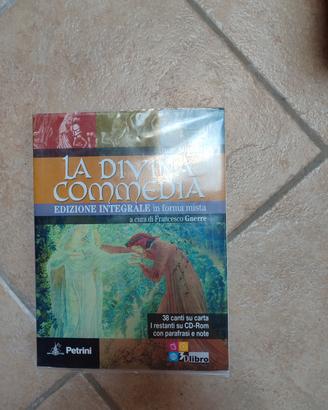 LA DIVINA
COMMEDIA
EDIZIONE INTEGRALE in forma mista
a cura di Francesco Gnerre
38 canti su carta
I restanti su CD-Rom
con parafrasi e note
Petrini
libro